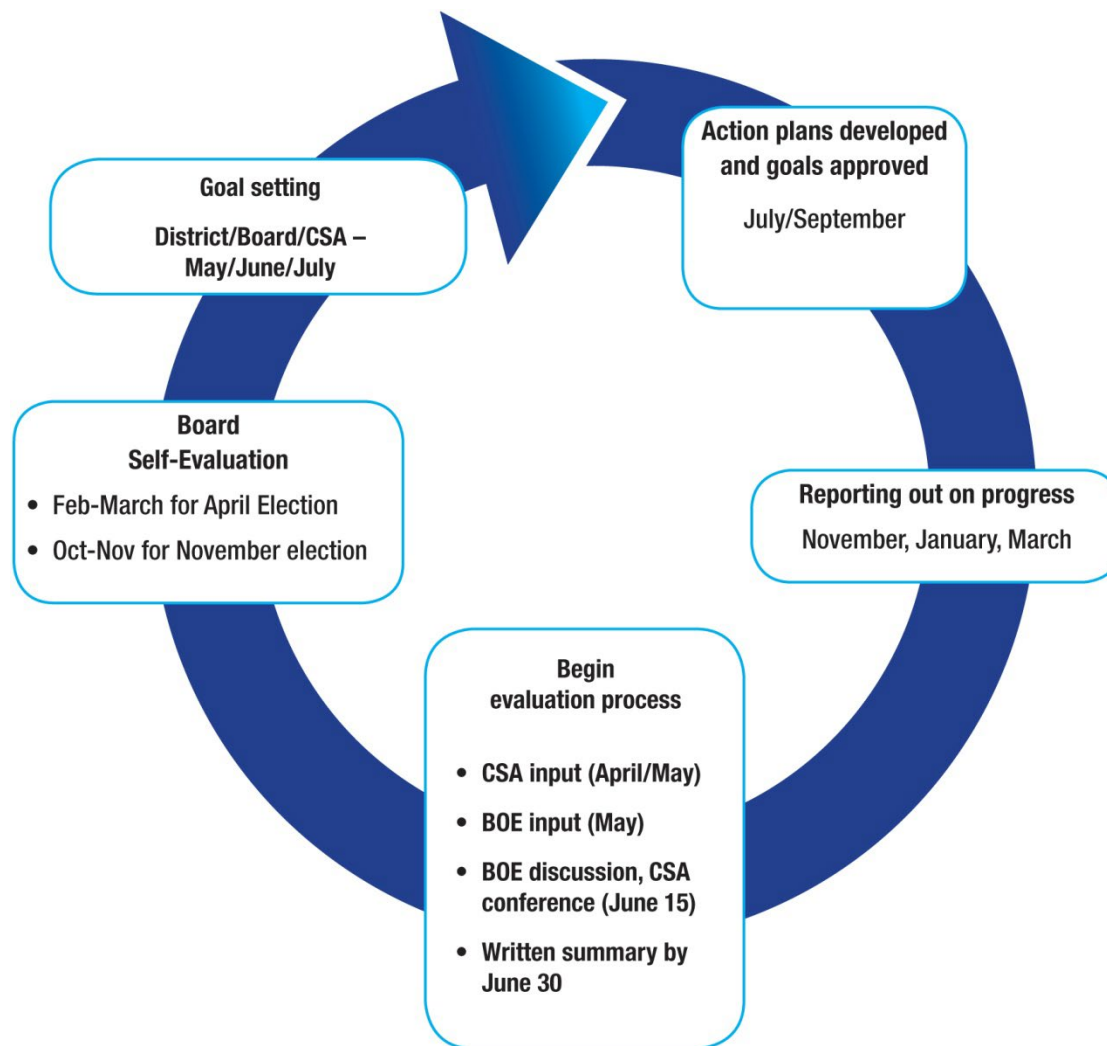 Action plans developed
and goals approved
July/September
Reporting out on progress
November, January, March
Begin
evaluation process
• CSA input (April/May)
• BOE input (May)
• BOE discussion, CSA
conference (June 15)
• Written summary by
June 30
Board
Self-Evaluation
• Feb-March for April Election
• Oct-Nov for November election
Goal setting
District/Board/CSA –
May/June/July